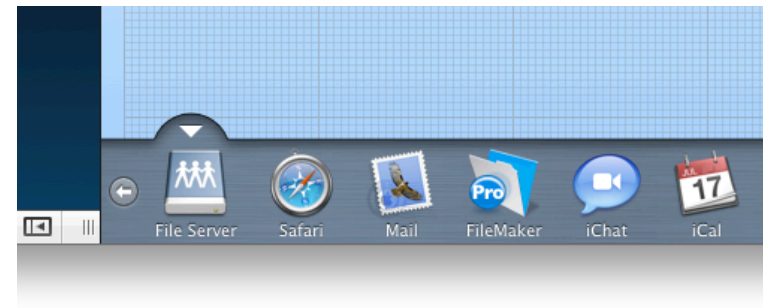 Pro
JUL
17
File Server
Safari
Mail
FileMaker
iChat
iCal